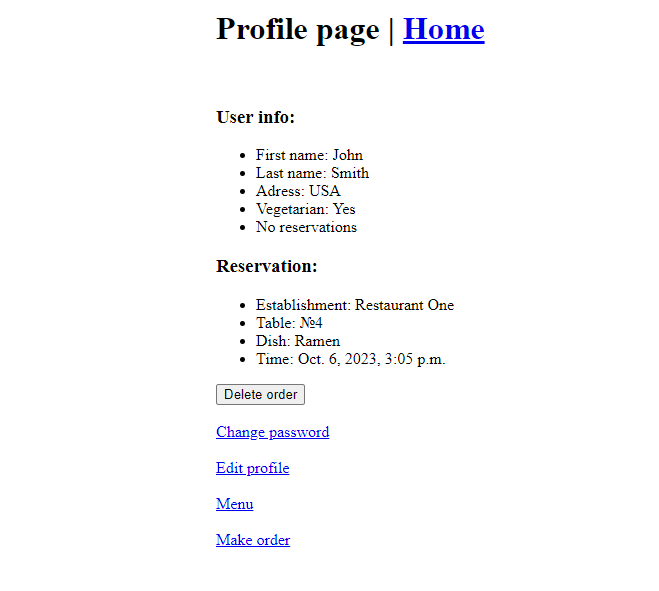 Profile page | Home
User info:
First name: John
Last name: Smith
Adress: USA
Vegetarian: Yes
No reservations
Reservation:
Establishment: Restaurant One
Table: №4
Dish: Ramen
Time: Oct. 6, 2023, 3:05 p.m.
Delete order
Change password
Edit profile
Menu
Make order